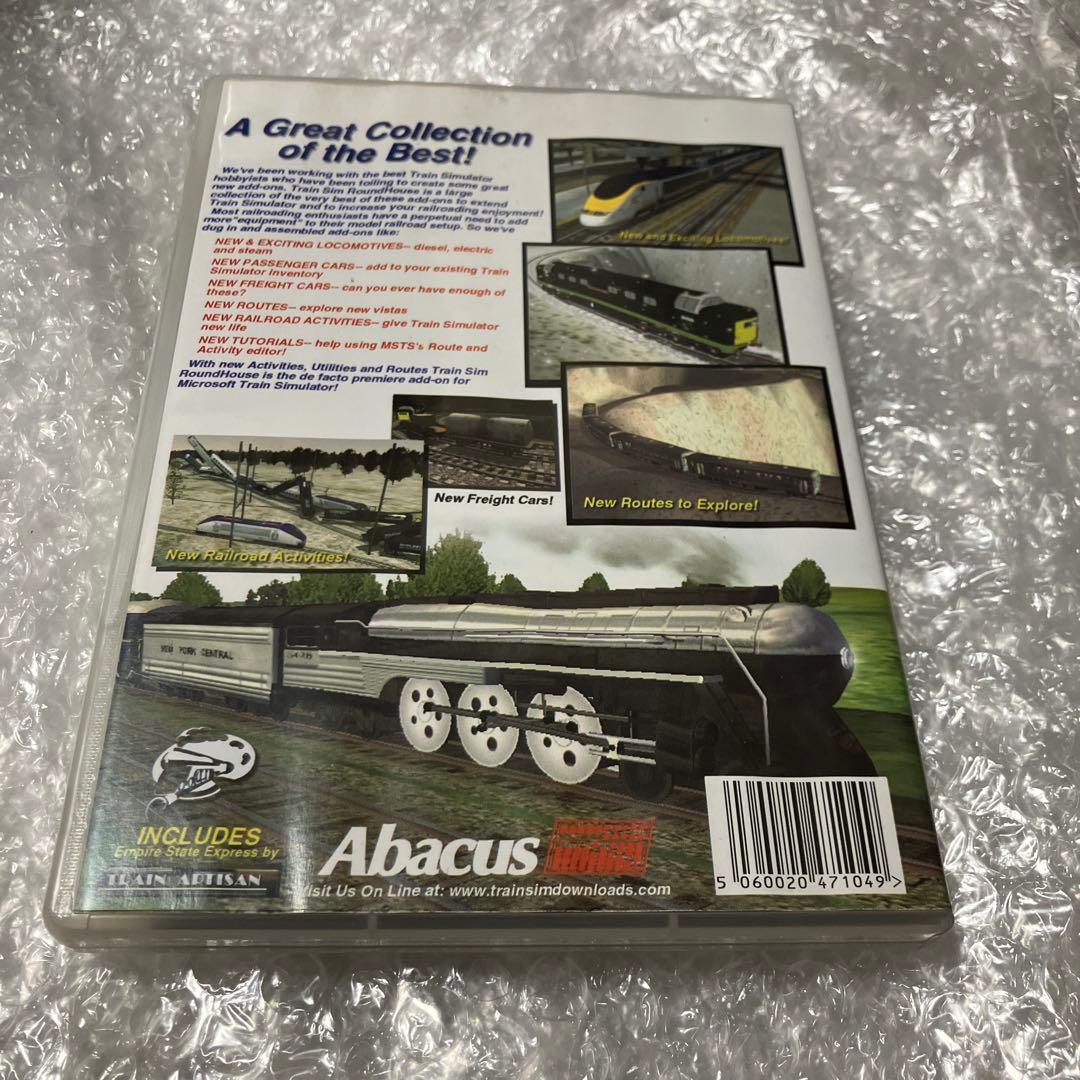 A Great Collection
of the Best!
We've been working with the best Train Simulator
hobbyists who have been toiling to create some great
new add-ons. Train Sim RoundHouse is a large
collection of the very best of these add-ons to extend
Train Simulator and to increase your railroading enjoyment!
Most railroading enthusiasts have a perpetual need to add
more "equipment" to their model railroad setup. So we've
dug in and assembled add-ons like:
NEW & EXCITING LOCOMOTIVES-- diesel, electric
and steam
NEW PASSENGER CARS-- add to your existing Train
Simulator inventory
NEW FREIGHT CARS-- can you ever have enough of
these?
NEW ROUTES-- explore new vistas
NEW RAILROAD ACTIVITIES-- give Train Simulator
new life
NEW TUTORIALS-- help using MSTS's Route and
Activity editor!
With new Activities, Utilities and Routes Train Sim
RoundHouse is the de facto premiere add-on for
Microsoft Train Simulator!
New and Exciting Locomotives!
New Freight Cars!
New Routes to Explore!
New Railroad Activities!
NEW YORK CENTRAL
INCLUDES
Empire State Express by
TRAIN ARTISAN
Abacus
Visit Us On Line at: www.trainsimdownloads.com
5 060020 471049 >